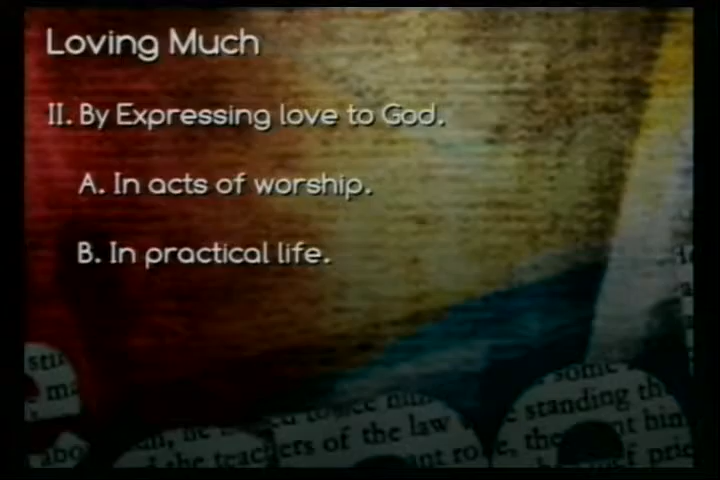 Loving Much
II. By Expressing love to God.
A. In acts of worship.
B. In practical life.
some
standing th
of the law